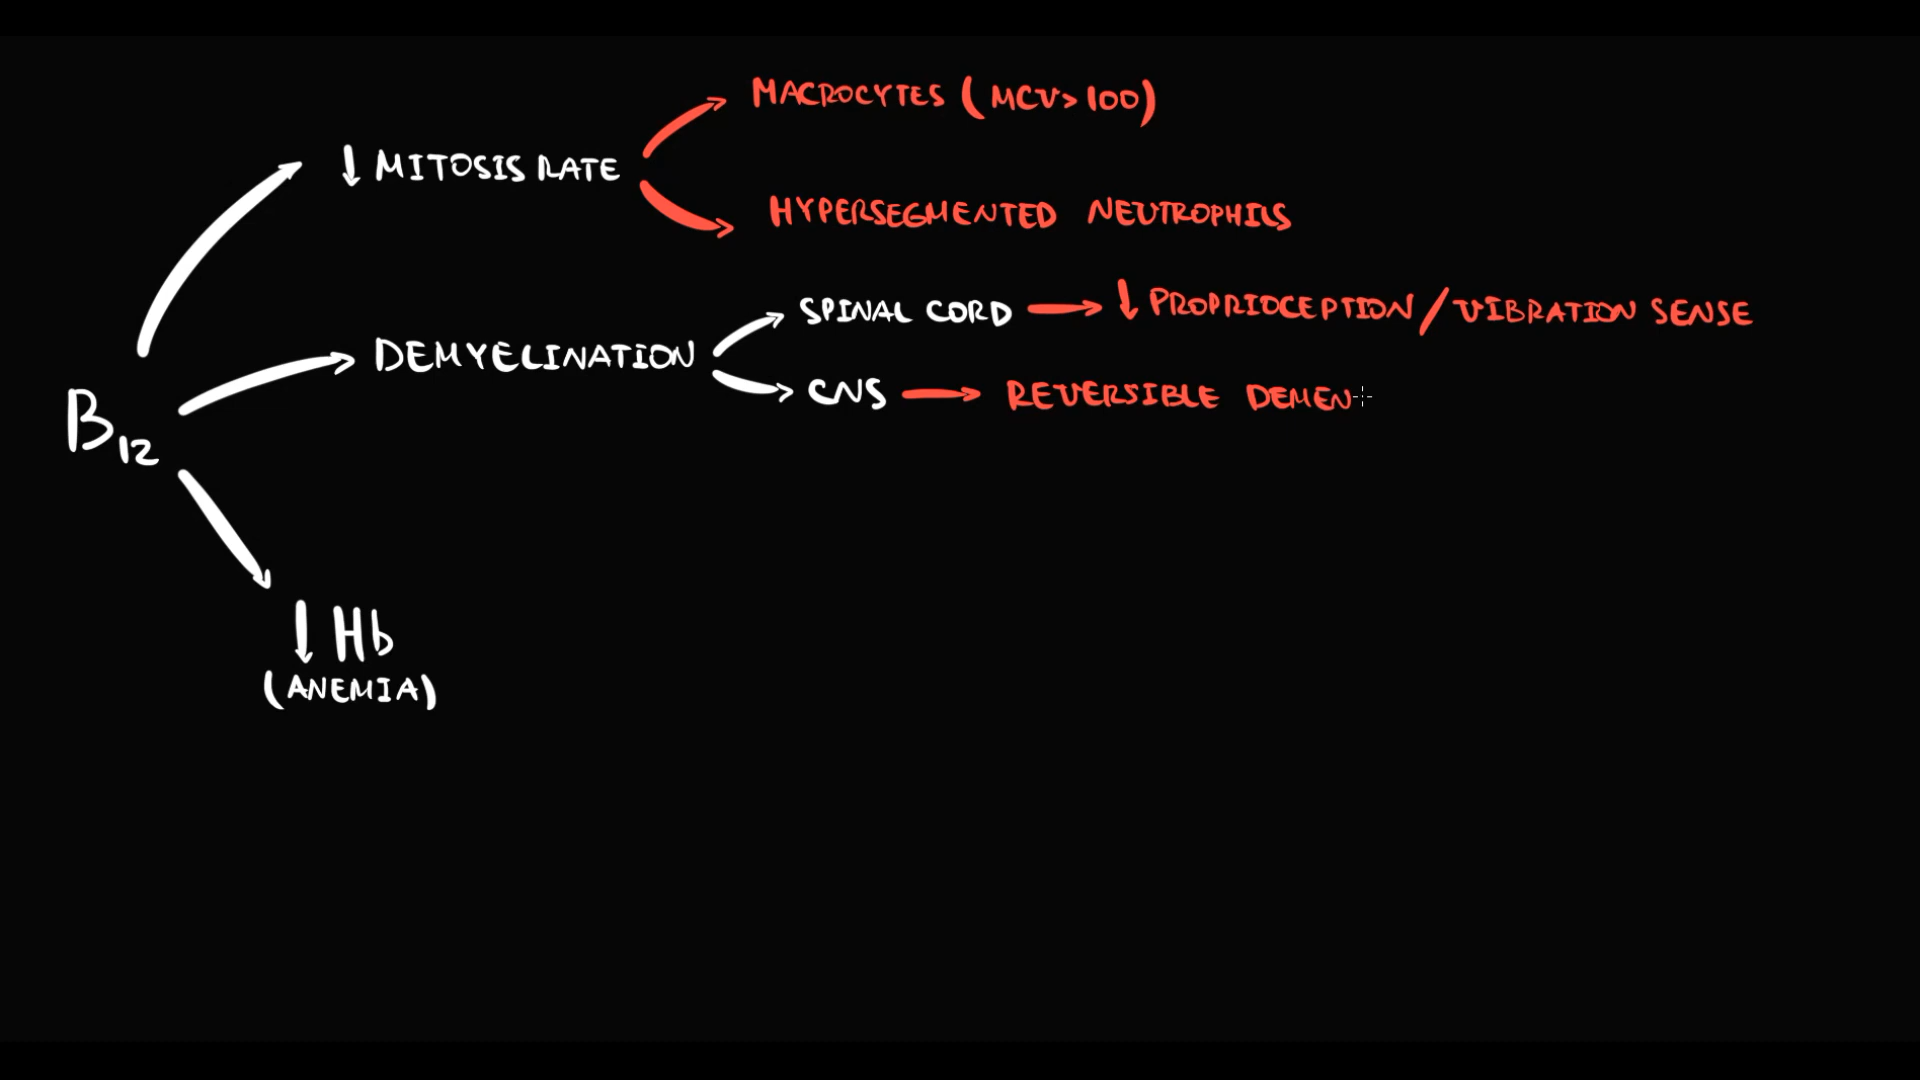 MACROCYTES (MCV>100)
↓ MITOSIS RATE
HYPERSEGMENTED NEUTROPHILS
SPINAL CORD → ↓ PROPRIOCEPTION/VIBRATION SENSE
DEMYELINATION
CNS → REVERSIBLE DEMEN
B12
↓ Hb
(ANEMIA)